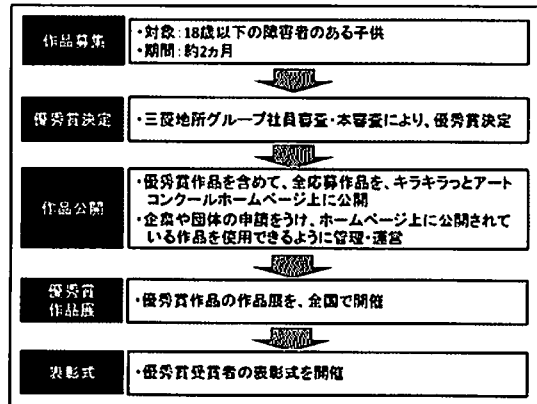 作品募集
・対象：18歳以下の障害者のある子供
・期間：約2ヵ月
優秀賞決定
・三菱地所グループ社員審査・本審査により、優秀賞決定
作品公開
・優秀賞作品を含めて、全応募作品を、キラキラっとアート
コンクールホームページ上に公開
・企業や団体の申請をうけ、ホームページ上に公開されて
いる作品を使用できるように管理・運営
優秀賞
作品展
・優秀賞作品の作品展を、全国で開催
表彰式
・優秀賞受賞者の表彰式を開催